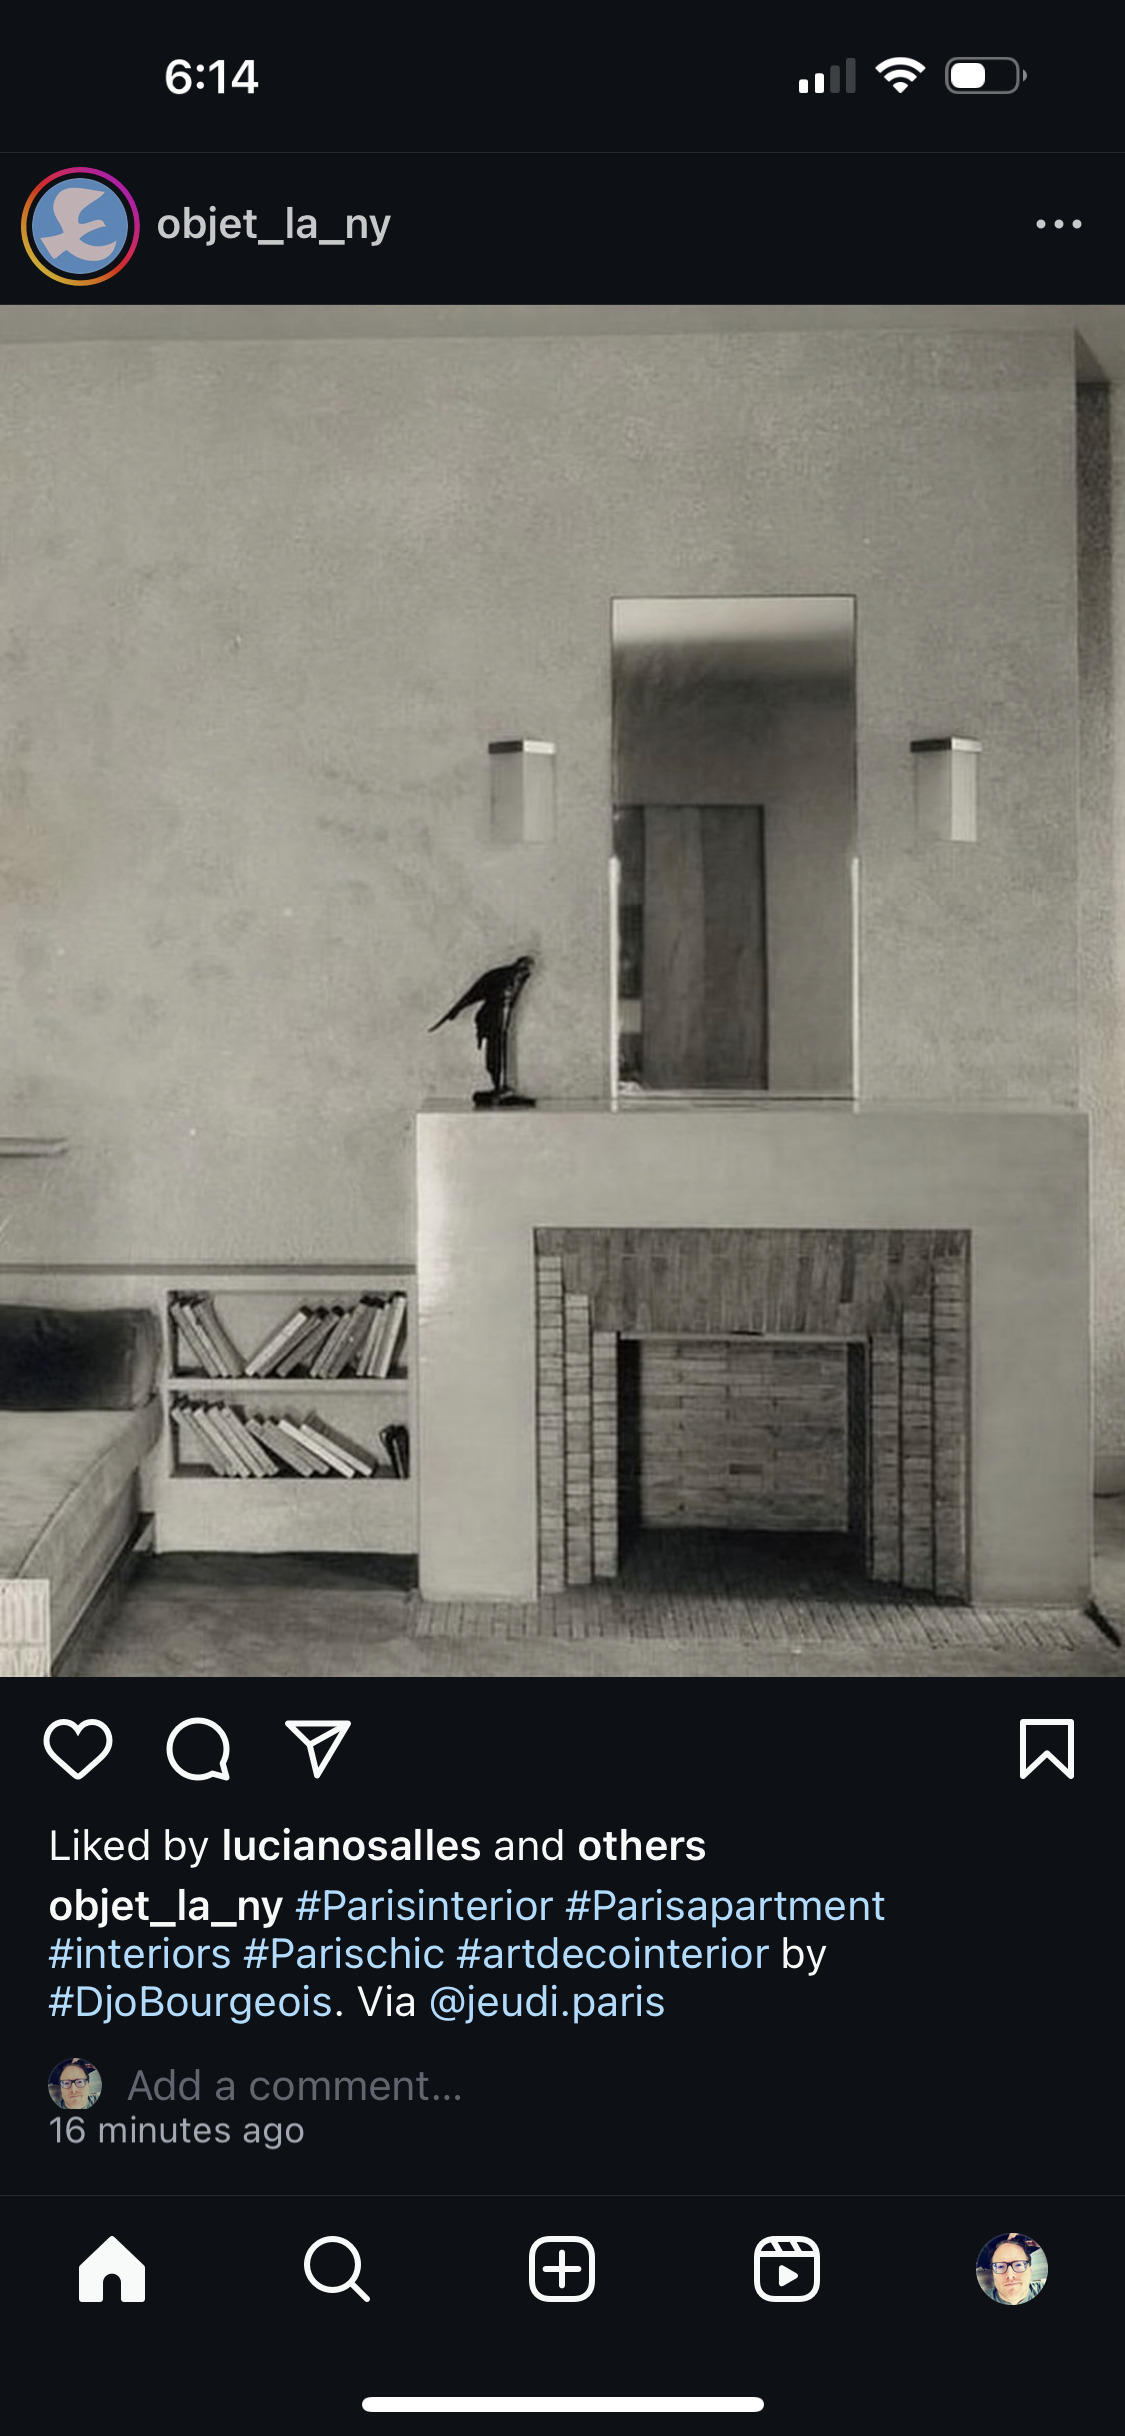 6:14
objet_la_ny
Liked by lucianosalles and others
objet_la_ny #Parisinterior #Parisapartment
#interiors #Parischic #artdecointerior by
#DjoBourgeois. Via @jeudi.paris
Add a comment...
16 minutes ago